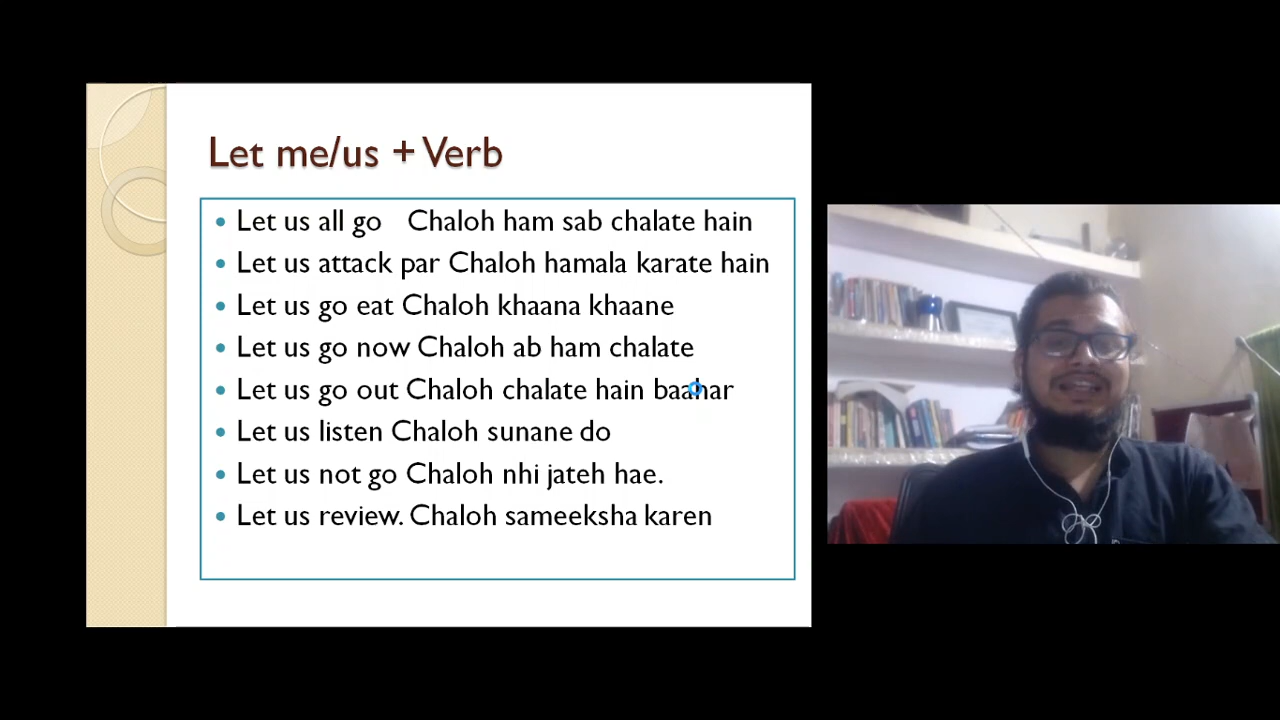 Let me/us + Verb
Let us all go Chaloh ham sab chalate hain
Let us attack par Chaloh hamala karate hain
Let us go eat Chaloh khaana khaane
Let us go now Chaloh ab ham chalate
Let us go out Chaloh chalate hain baahar
Let us listen Chaloh sunane do
Let us not go Chaloh nhi jateh hae.
Let us review. Chaloh sameeksha karen